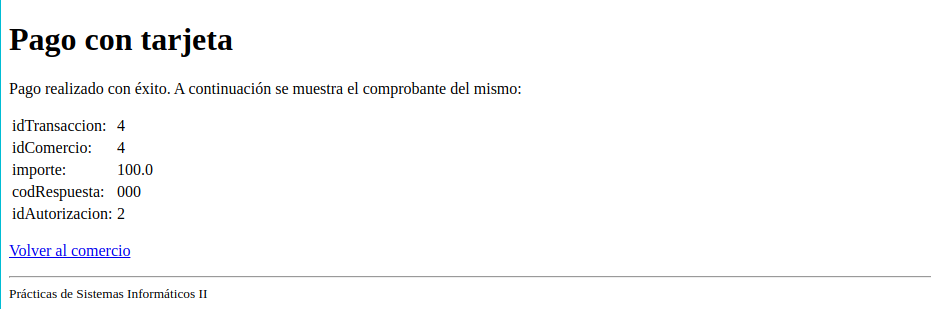 Pago con tarjeta
Pago realizado con éxito. A continuación se muestra el comprobante del mismo:
idTransaccion: 4
idComercio: 4
importe: 100.0
codRespuesta: 000
idAutorizacion: 2
Volver al comercio
Prácticas de Sistemas Informáticos II